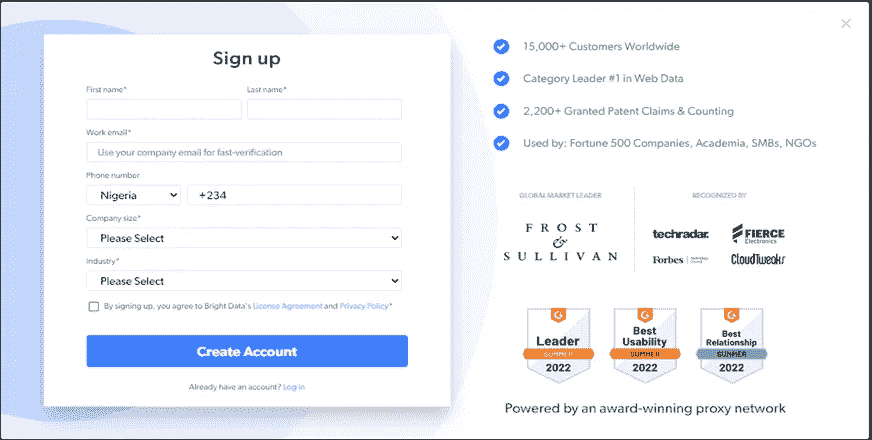 Sign up
First name*
Last name*
Work email*
Use your company email for fast-verification
Phone number
Nigeria
+234
Company size*
Please Select
Industry*
Please Select
By signing up, you agree to Bright Data's License Agreement and Privacy Policy*
Create Account
Already have an account? Log in
15,000+ Customers Worldwide
Category Leader #1 in Web Data
2,200+ Granted Patent Claims & Counting
Used by: Fortune 500 Companies, Academia, SMBs, NGOs
GLOBAL MARKET LEADER
FROST
&
SULLIVAN
RECOGNIZED BY
techradar.
FIERCE
Electronics
Forbes
CloudTweaks
Leader
SUMMER
2022
Best
Usability
SUMMER
2022
Best
Relationship
SUMMER
2022
Powered by an award-winning proxy network